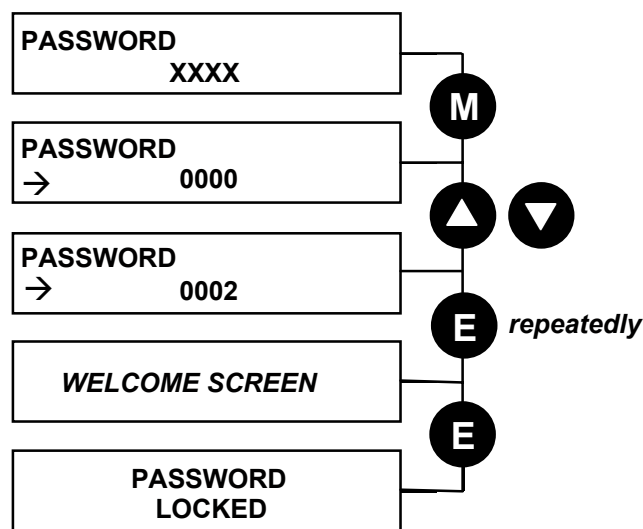 PASSWORD
XXXX
M
PASSWORD
→ 0000
PASSWORD
→ 0002
E repeatedly
WELCOME SCREEN
E
PASSWORD
LOCKED